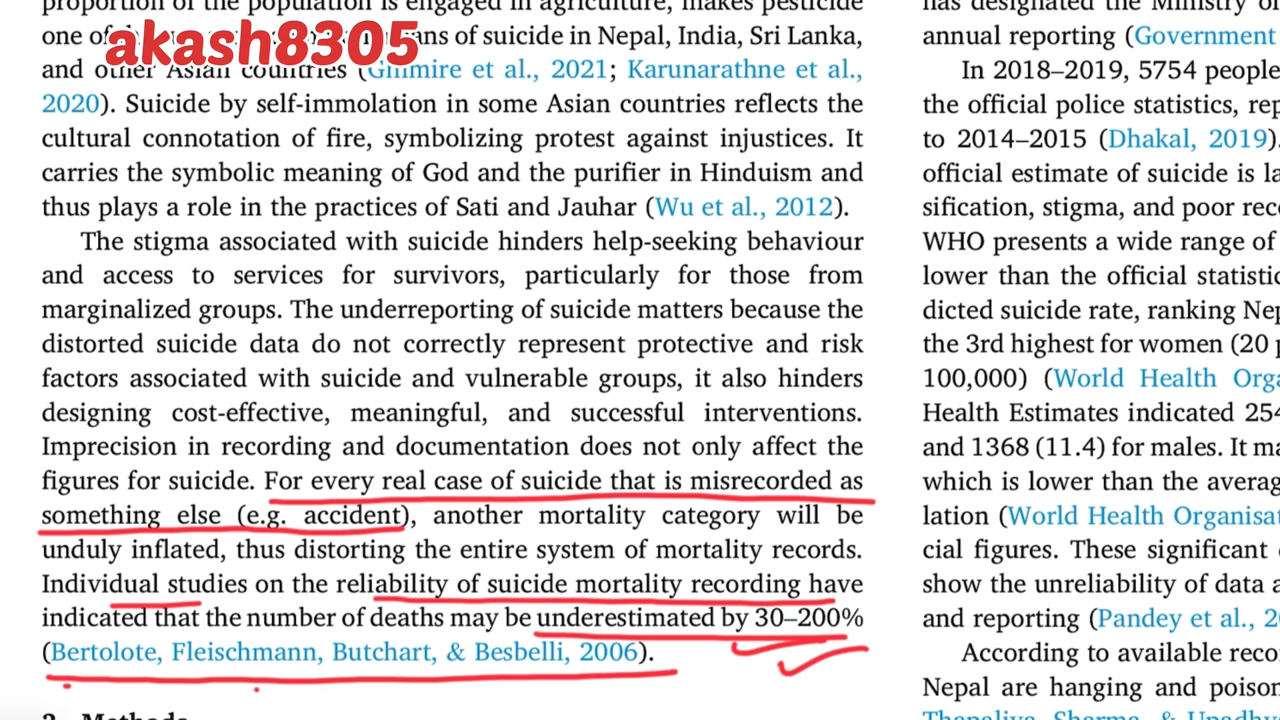 proportion of the population is engaged in agriculture, makes pesticide
one of ans of suicide in Nepal, India, Sri Lanka,
akash8305
and other Asian countries (Ghimire et al., 2021; Karunarathne et al.,
2020). Suicide by self-immolation in some Asian countries reflects the
cultural connotation of fire, symbolizing protest against injustices. It
carries the symbolic meaning of God and the purifier in Hinduism and
thus plays a role in the practices of Sati and Jauhar (Wu et al., 2012).
The stigma associated with suicide hinders help-seeking behaviour
and access to services for survivors, particularly for those from
marginalized groups. The underreporting of suicide matters because the
distorted suicide data do not correctly represent protective and risk
factors associated with suicide and vulnerable groups, it also hinders
designing cost-effective, meaningful, and successful interventions.
Imprecision in recording and documentation does not only affect the
figures for suicide. For every real case of suicide that is misrecorded as
something else (e.g. accident), another mortality category will be
unduly inflated, thus distorting the entire system of mortality records.
Individual studies on the reliability of suicide mortality recording have
indicated that the number of deaths may be underestimated by 30–200%
(Bertolote, Fleischmann, Butchart, & Besbelli, 2006).
2. Methods
has designated the Ministry of
annual reporting (Government
In 2018–2019, 5754 people
the official police statistics, rep
to 2014–2015 (Dhakal, 2019).
official estimate of suicide is la
sification, stigma, and poor reco
WHO presents a wide range of
lower than the official statistic
dicted suicide rate, ranking Nep
the 3rd highest for women (20 p
100,000) (World Health Orga
Health Estimates indicated 254
and 1368 (11.4) for males. It ma
which is lower than the averag
lation (World Health Organisat
cial figures. These significant
show the unreliability of data a
and reporting (Pandey et al., 2
According to available reco
Nepal are hanging and poison
Thapaliya, Sharma, & Upadhy